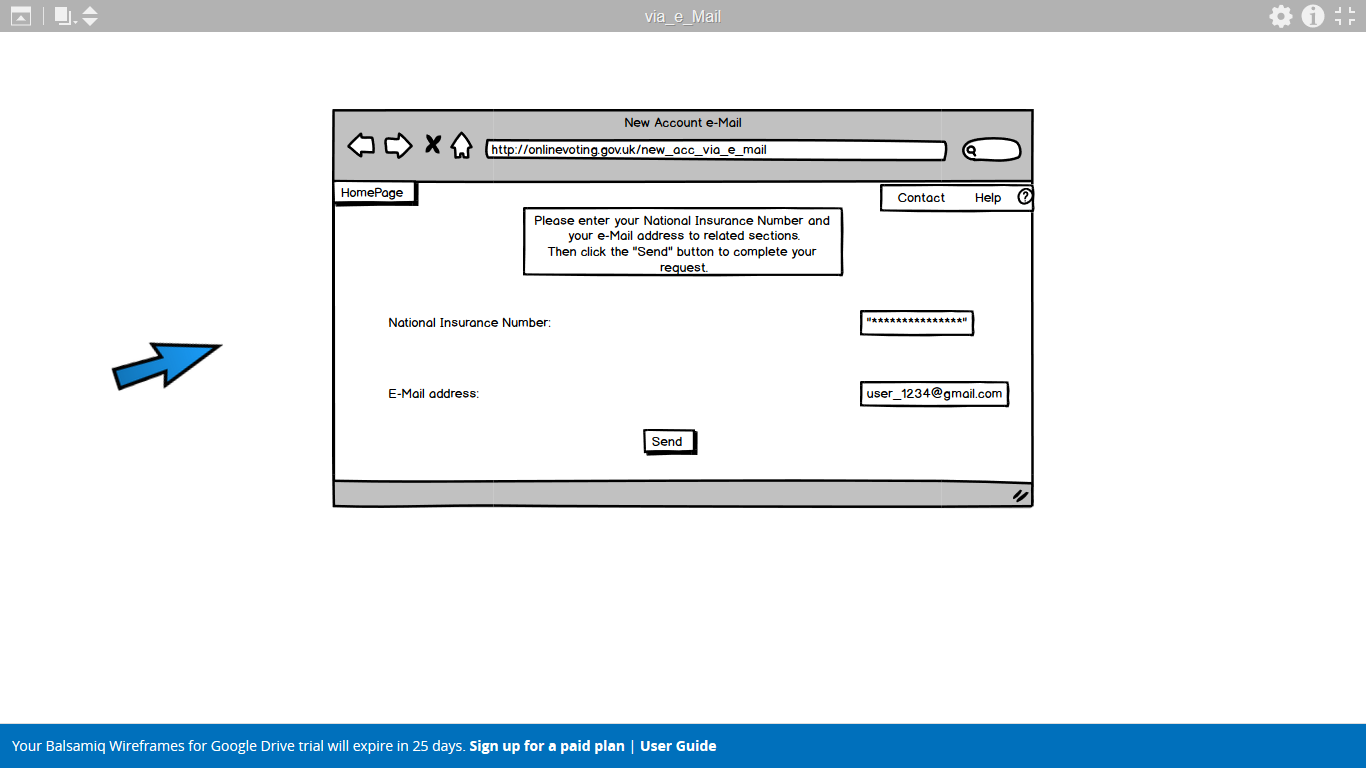 via_e_Mail
New Account e-Mail
http://onlinevoting.gov.uk/new_acc_via_e_mail
HomePage
Contact Help ?
Please enter your National Insurance Number and
your e-Mail address to related sections.
Then click the "Send" button to complete your
request.
National Insurance Number:
"***************"
E-Mail address:
user_1234@gmail.com
Send
Your Balsamiq Wireframes for Google Drive trial will expire in 25 days. Sign up for a paid plan | User Guide